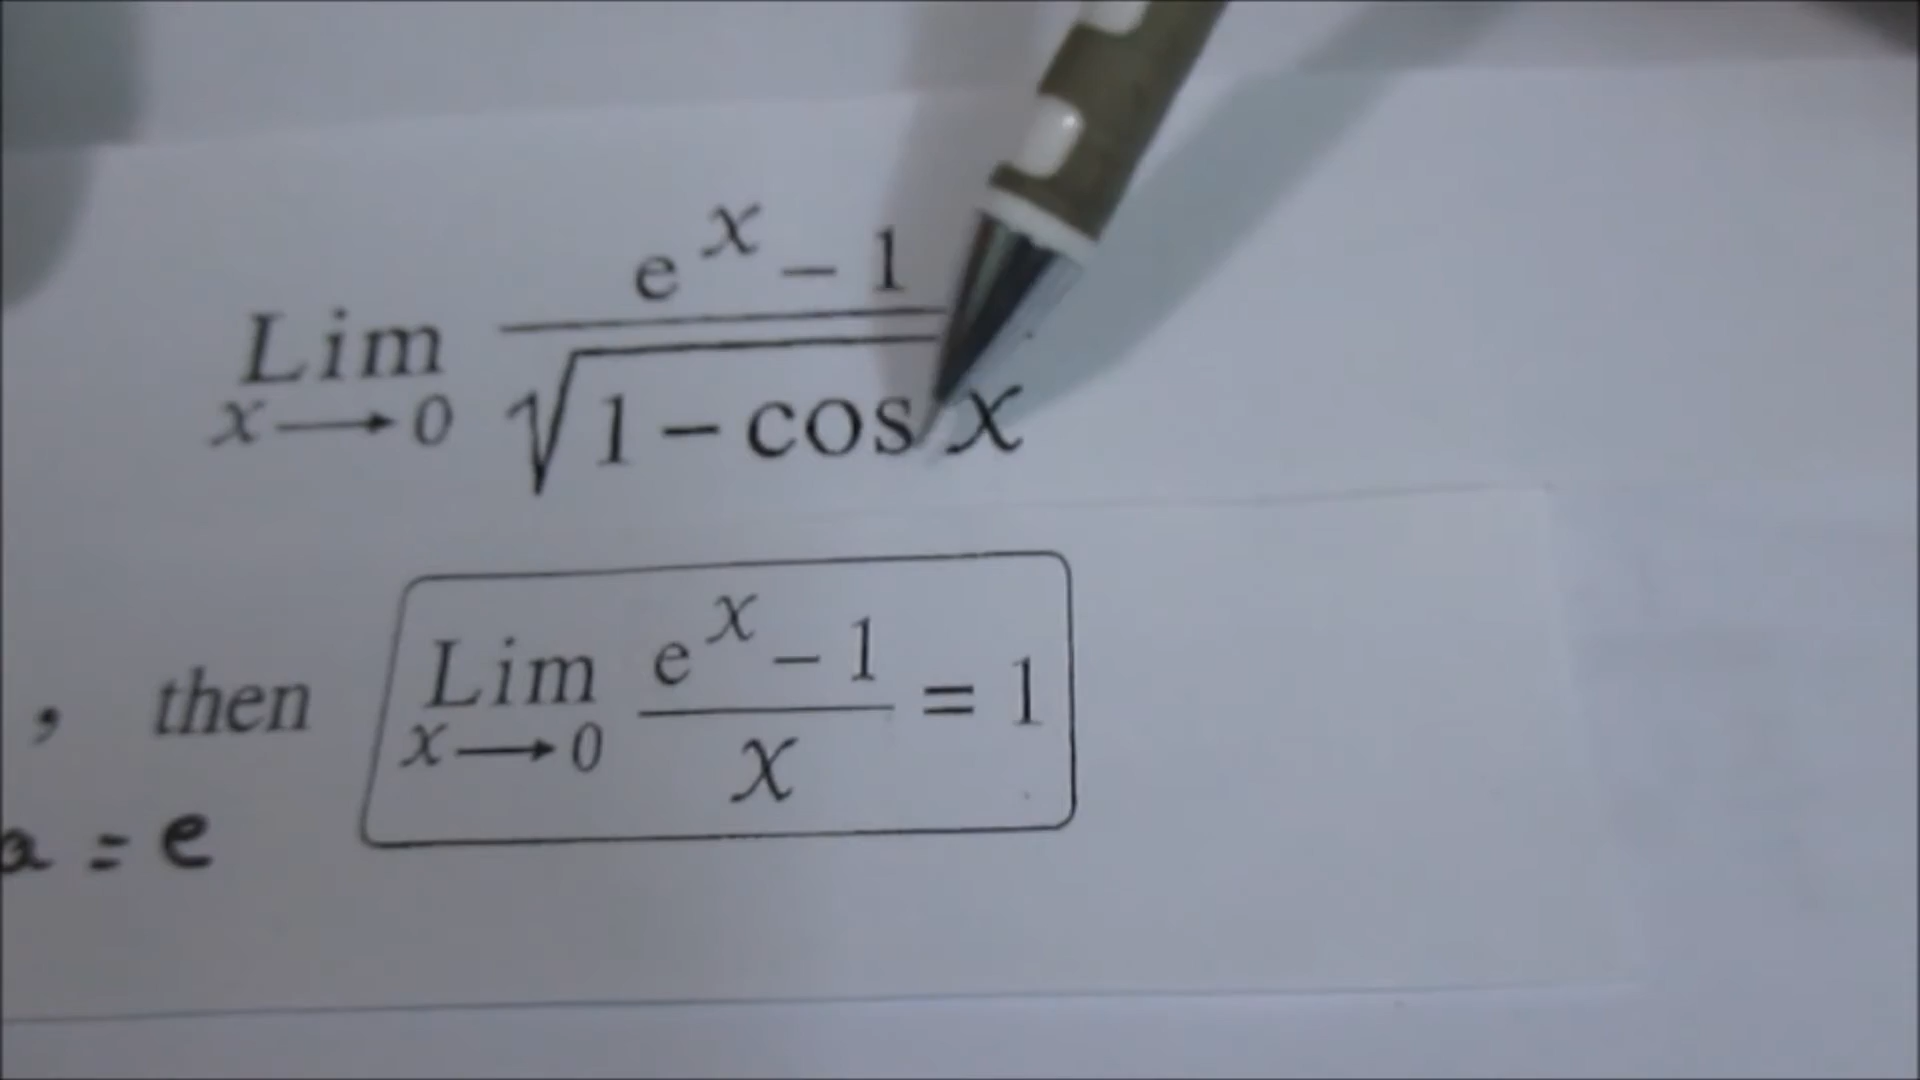 Lim x→0 (e^x − 1) / √(1 − cos x)
, then Lim x→0 (e^x − 1) / x = 1
a = e